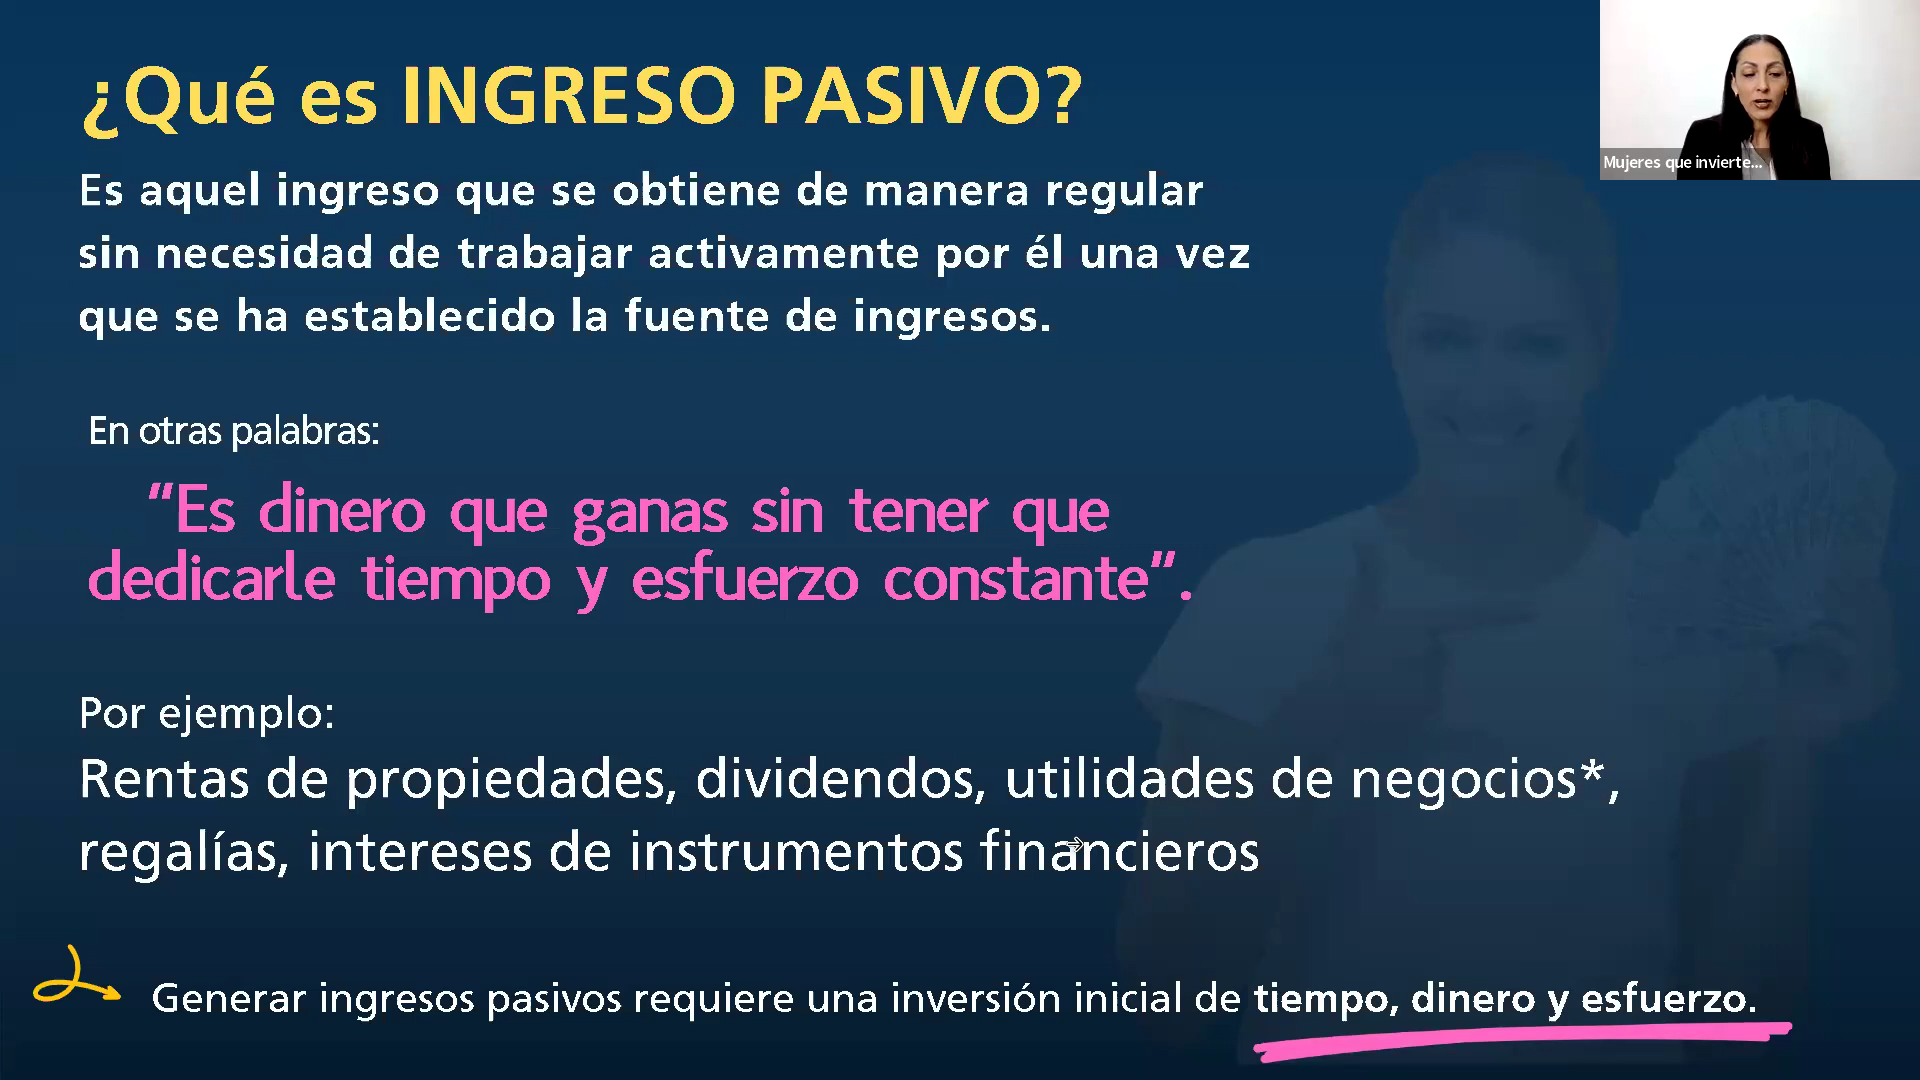 ¿Qué es INGRESO PASIVO?
Es aquel ingreso que se obtiene de manera regular
sin necesidad de trabajar activamente por él una vez
que se ha establecido la fuente de ingresos.
En otras palabras:
"Es dinero que ganas sin tener que
dedicarle tiempo y esfuerzo constante".
Por ejemplo:
Rentas de propiedades, dividendos, utilidades de negocios*,
regalías, intereses de instrumentos financieros
Generar ingresos pasivos requiere una inversión inicial de tiempo, dinero y esfuerzo.
Mujeres que invierte...